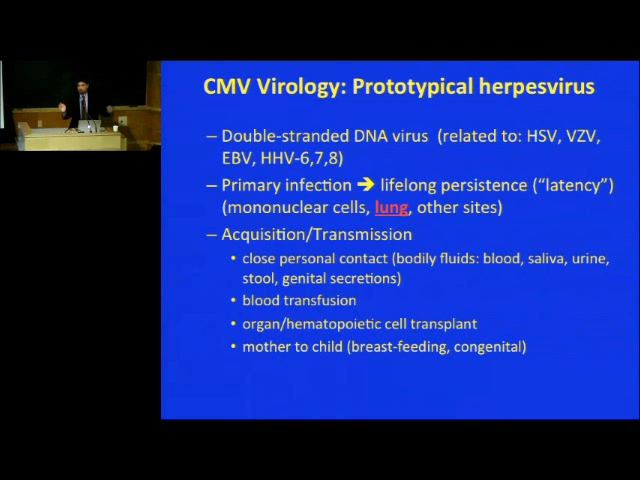 CMV Virology: Prototypical herpesvirus
– Double-stranded DNA virus (related to: HSV, VZV,
EBV, HHV-6,7,8)
– Primary infection ➔ lifelong persistence (“latency”)
(mononuclear cells, lung, other sites)
– Acquisition/Transmission
• close personal contact (bodily fluids: blood, saliva, urine,
stool, genital secretions)
• blood transfusion
• organ/hematopoietic cell transplant
• mother to child (breast-feeding, congenital)